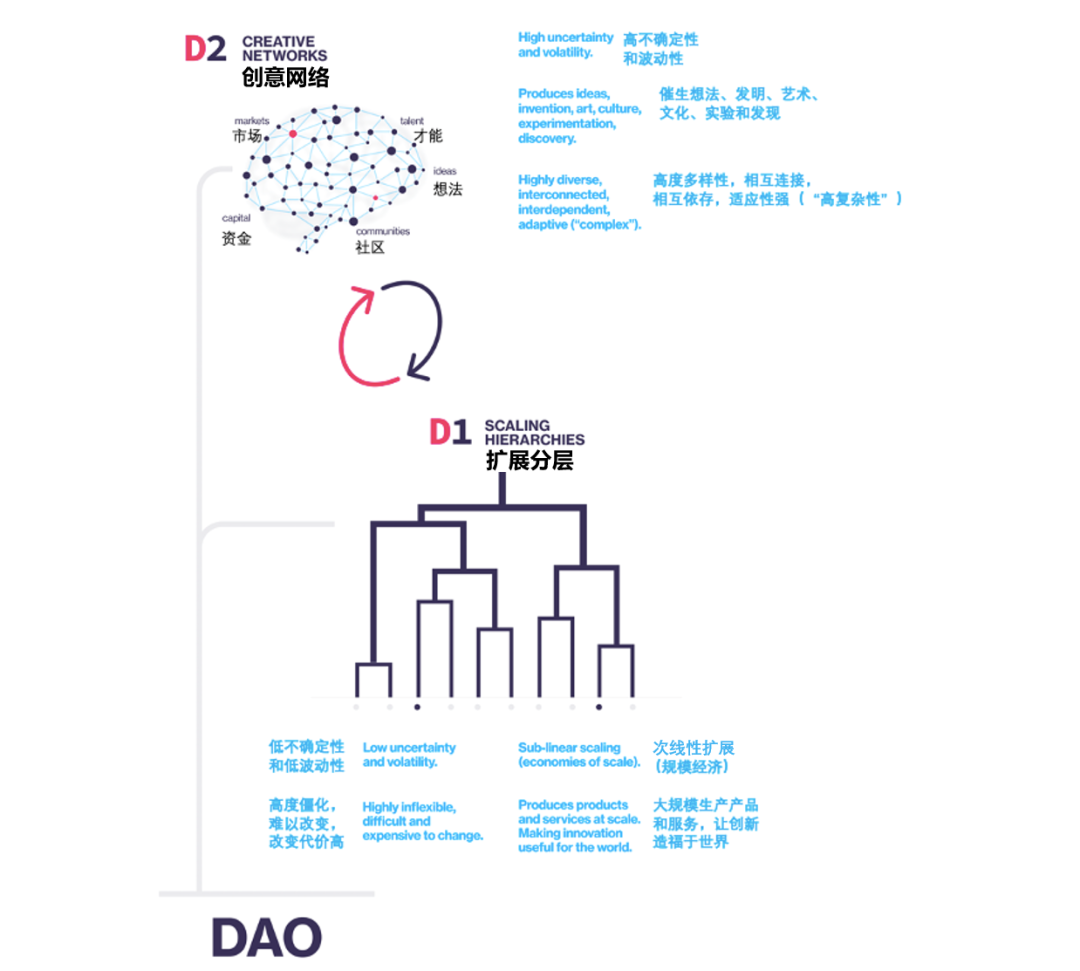 D2 CREATIVE
NETWORKS
创意网络
markets
市场
talent
才能
ideas
想法
capital
资金
communities
社区
High uncertainty
and volatility.
高不确定性
和波动性
Produces ideas,
invention, art, culture,
experimentation,
discovery.
催生想法、发明、艺术、
文化、实验和发现
Highly diverse,
interconnected,
interdependent,
adaptive (“complex”).
高度多样性，相互连接，
相互依存，适应性强（“高复杂性”）
D1 SCALING
HIERARCHIES
扩展分层
低不确定性
和低波动性
Low uncertainty
and volatility.
Sub-linear scaling
(economies of scale).
次线性扩展
（规模经济）
高度僵化，
难以改变，
改变代价高
Highly inflexible,
difficult and
expensive to change.
Produces products
and services at scale.
Making innovation
useful for the world.
大规模生产产品
和服务，让创新
造福于世界
DAO